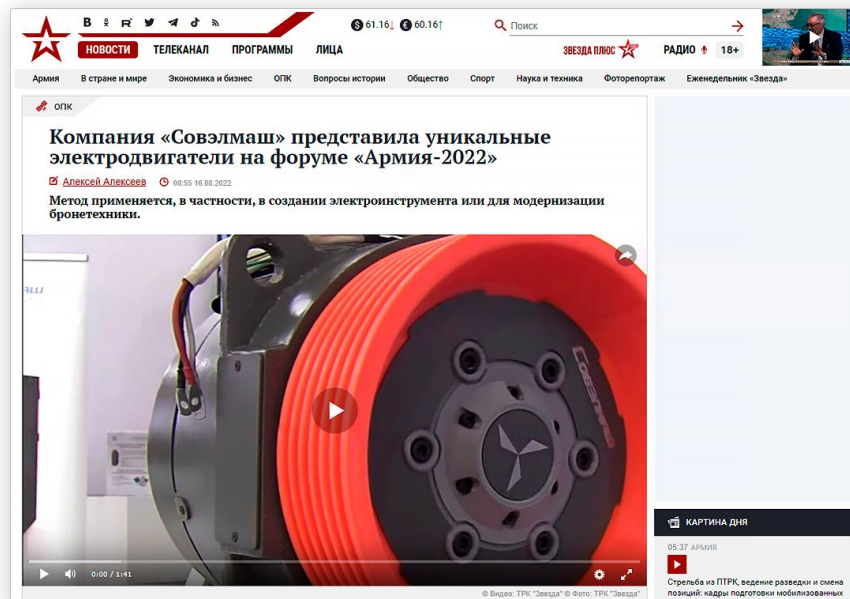 $ 61.16↓ € 60.16↑
Поиск
НОВОСТИ ТЕЛЕКАНАЛ ПРОГРАММЫ ЛИЦА
ЗВЕЗДА ПЛЮС РАДИО 18+
Армия В стране и мире Экономика и бизнес ОПК Вопросы истории Общество Спорт Наука и техника Фоторепортаж Еженедельник «Звезда»
ОПК
Компания «Совэлмаш» представила уникальные
электродвигатели на форуме «Армия-2022»
Алексей Алексеев 08:55 16.08.2022
Метод применяется, в частности, в создании электроинструмента или для модернизации
бронетехники.
СОВЭЛМАШ
0:00 / 1:41
© Видео: ТРК "Звезда" © Фото: ТРК "Звезда"
КАРТИНА ДНЯ
05:37 АРМИЯ
Стрельба из ПТРК, ведение разведки и смена
позиций: кадры подготовки мобилизованных